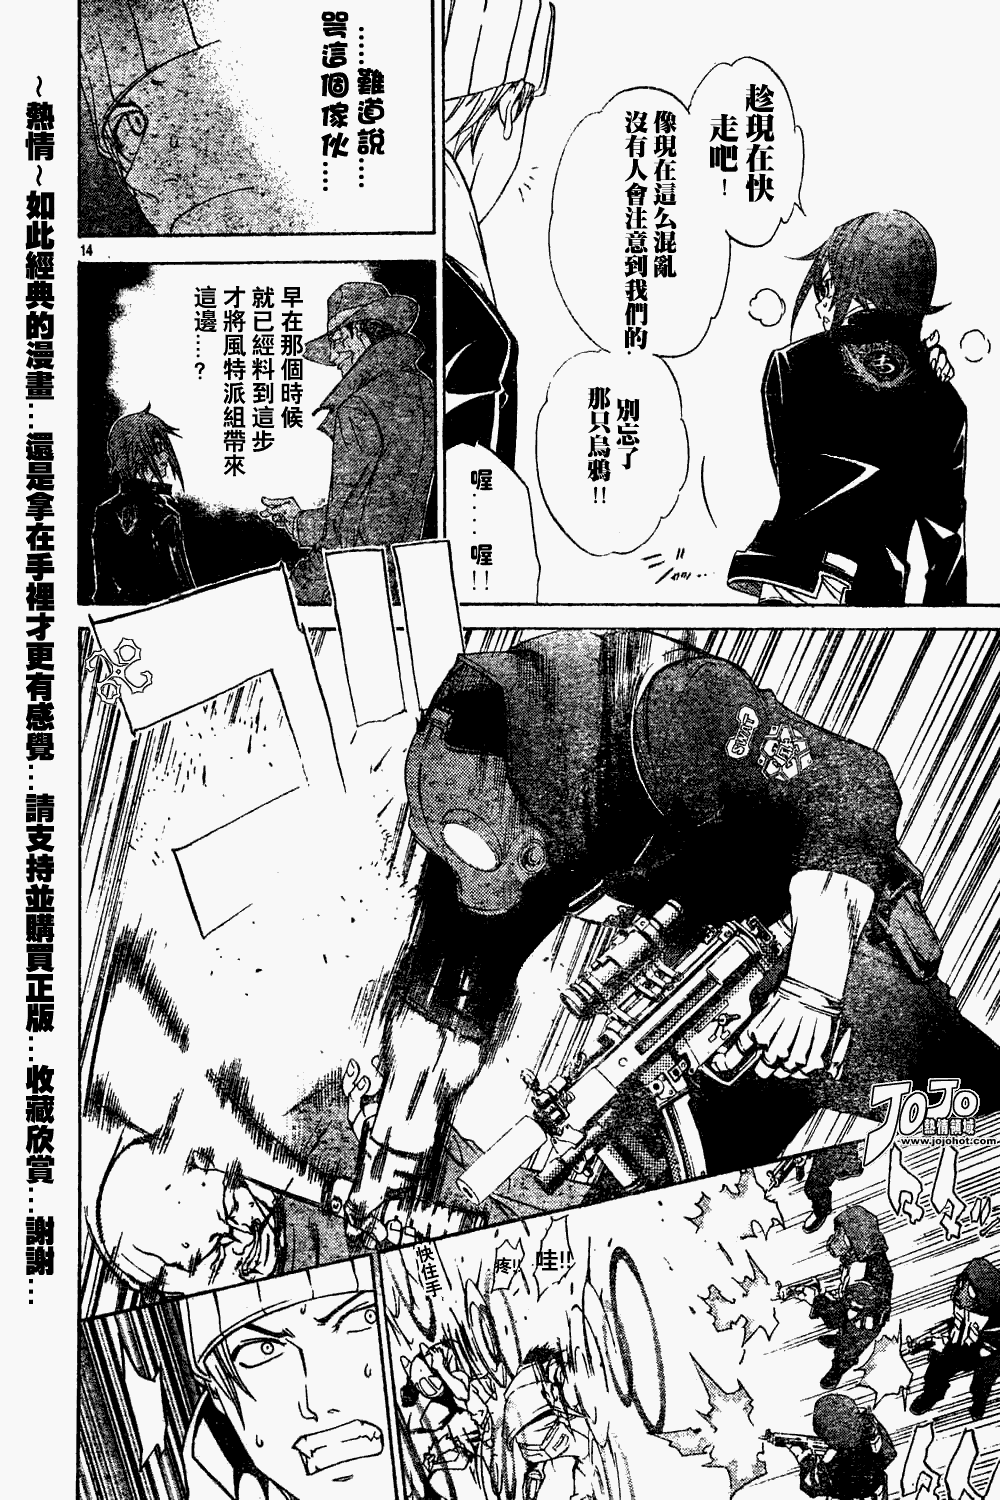 趁現在快
走吧!
像現在這么混亂
沒有人會注意到我們的.
別忘了
那只烏鴉!!
喔....
喔!!
......難道說....
咢這個傢伙....
14
早在那個時候
就已經料到這步
才將風特派組帶來
這邊....?
SWAT
JOJO
熱情領域
-www.jojohot.com-
哇!!
疼!!
快住手
~熱情~如此經典的漫畫...還是拿在手裡才更有感覺...請支持並購買正版...收藏欣賞...謝謝...